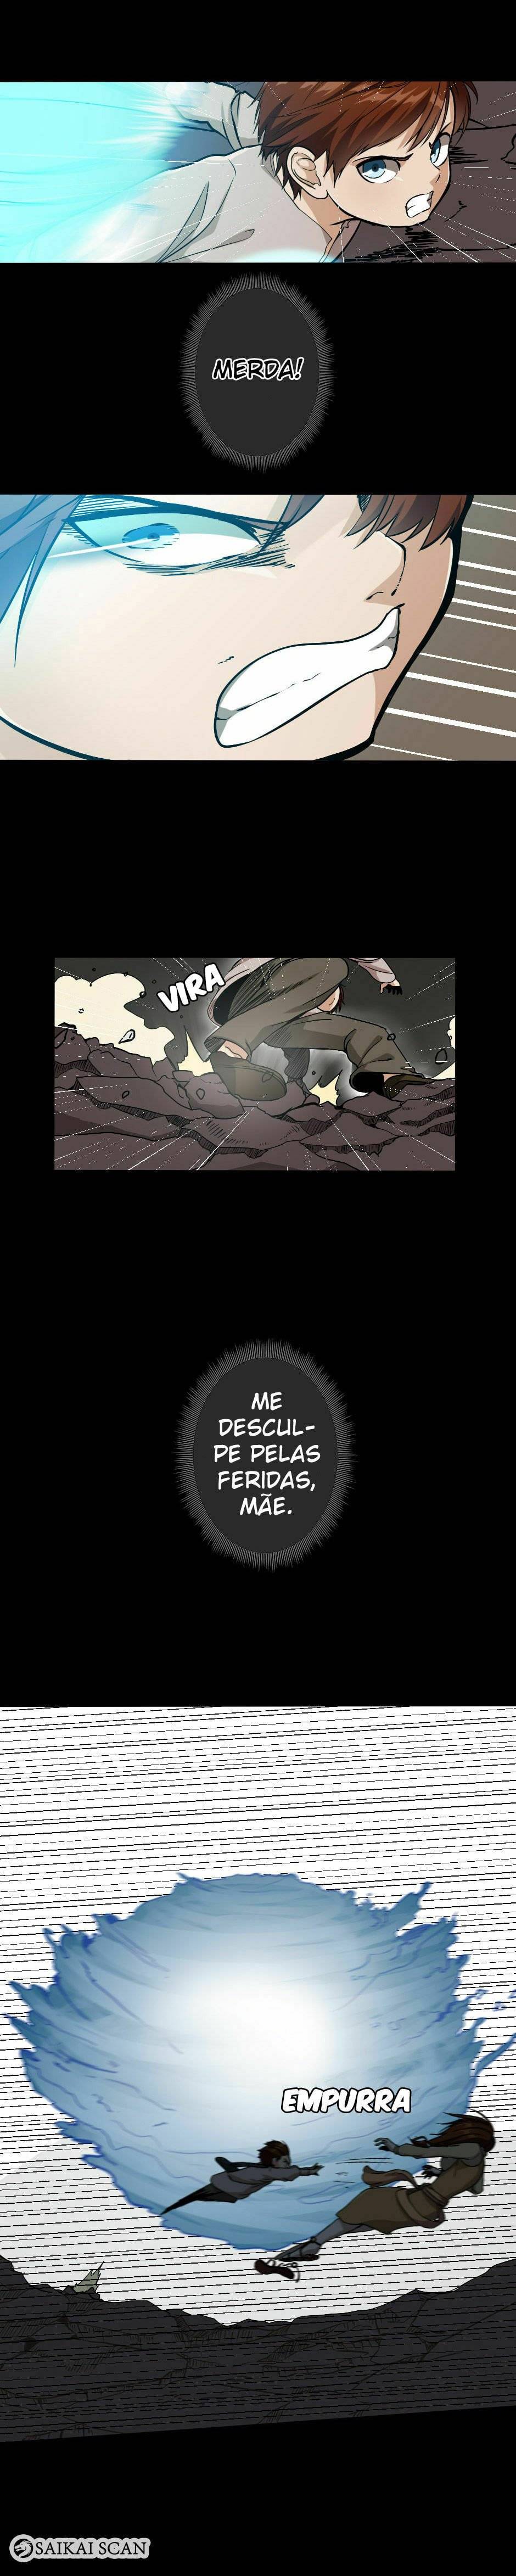 MERDA!
VIRA
ME
DESCUL-
PE PELAS
FERIDAS,
MÃE.
EMPURRA
SAIKAI SCAN